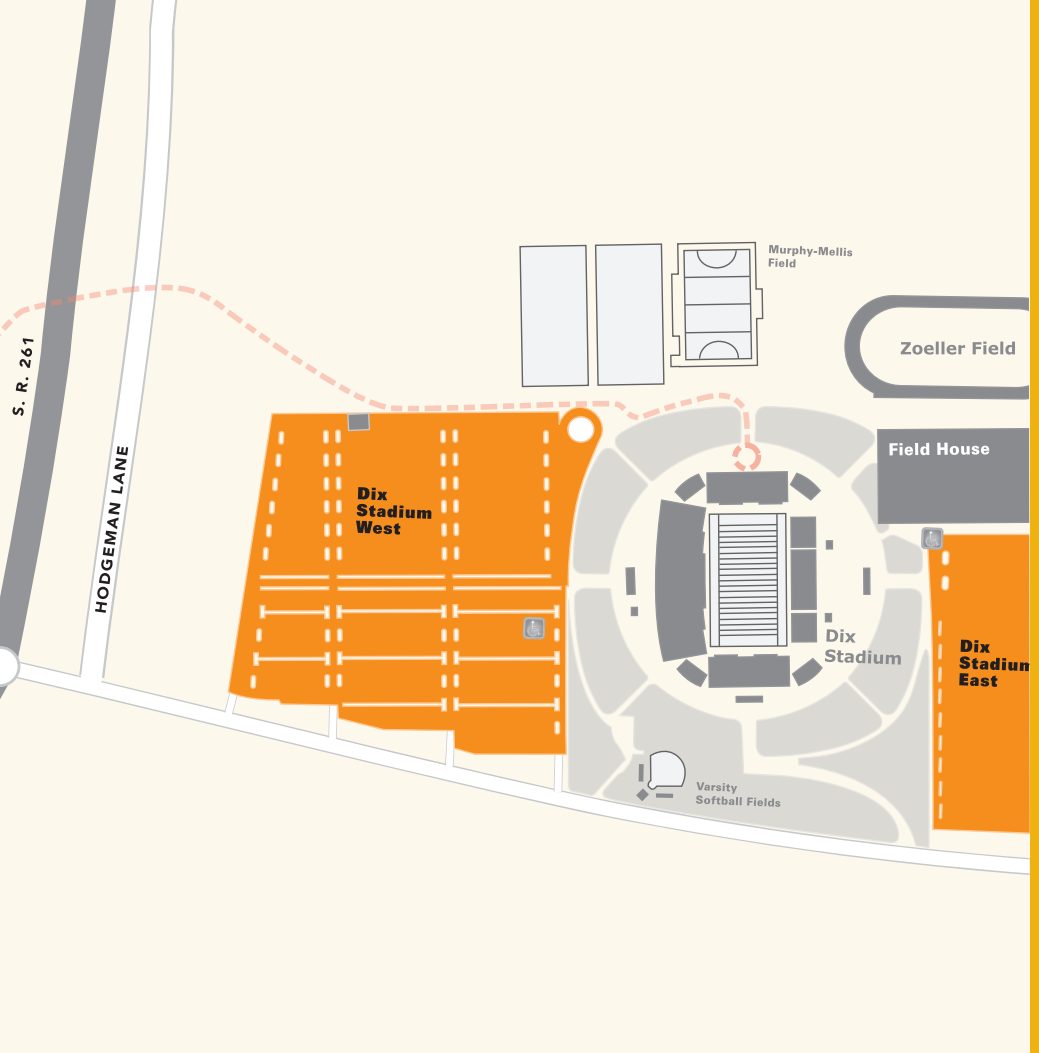 Murphy-Mellis
Field
Zoeller Field
S. R. 261
HODGEMAN LANE
Field House
Dix
Stadium
West
Dix
Stadium
Dix
Stadium
East
Varsity
Softball Fields